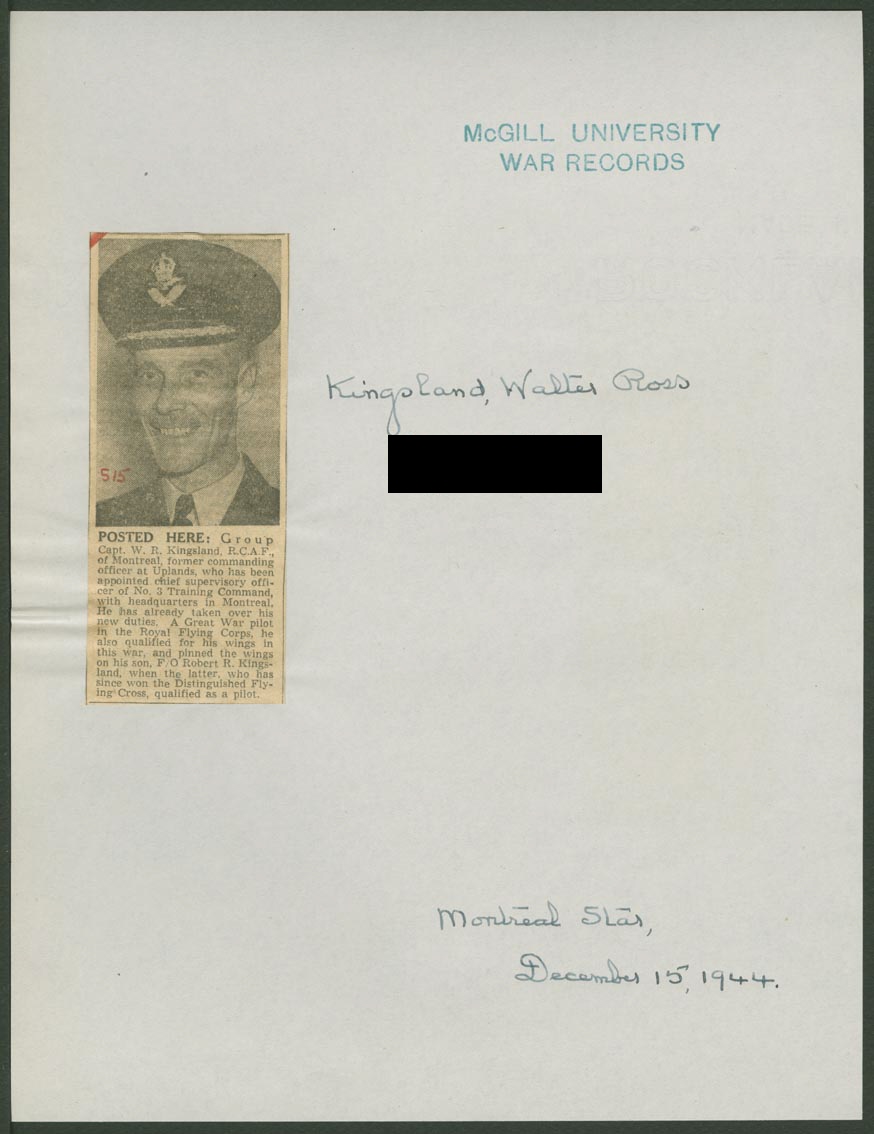 McGILL UNIVERSITY
WAR RECORDS
Kingsland, Walter Ross
515
POSTED HERE: Group
Capt. W. R. Kingsland, R.C.A.F.,
of Montreal, former commanding
officer at Uplands, who has been
appointed chief supervisory offi-
cer of No. 3 Training Command,
with headquarters in Montreal.
He has already taken over his
new duties. A Great War pilot
in the Royal Flying Corps, he
also qualified for his wings in
this war, and pinned the wings
on his son, F/O Robert R. Kings-
land, when the latter, who has
since won the Distinguished Fly-
ing Cross, qualified as a pilot.
Montreal Star,
December 15, 1944.